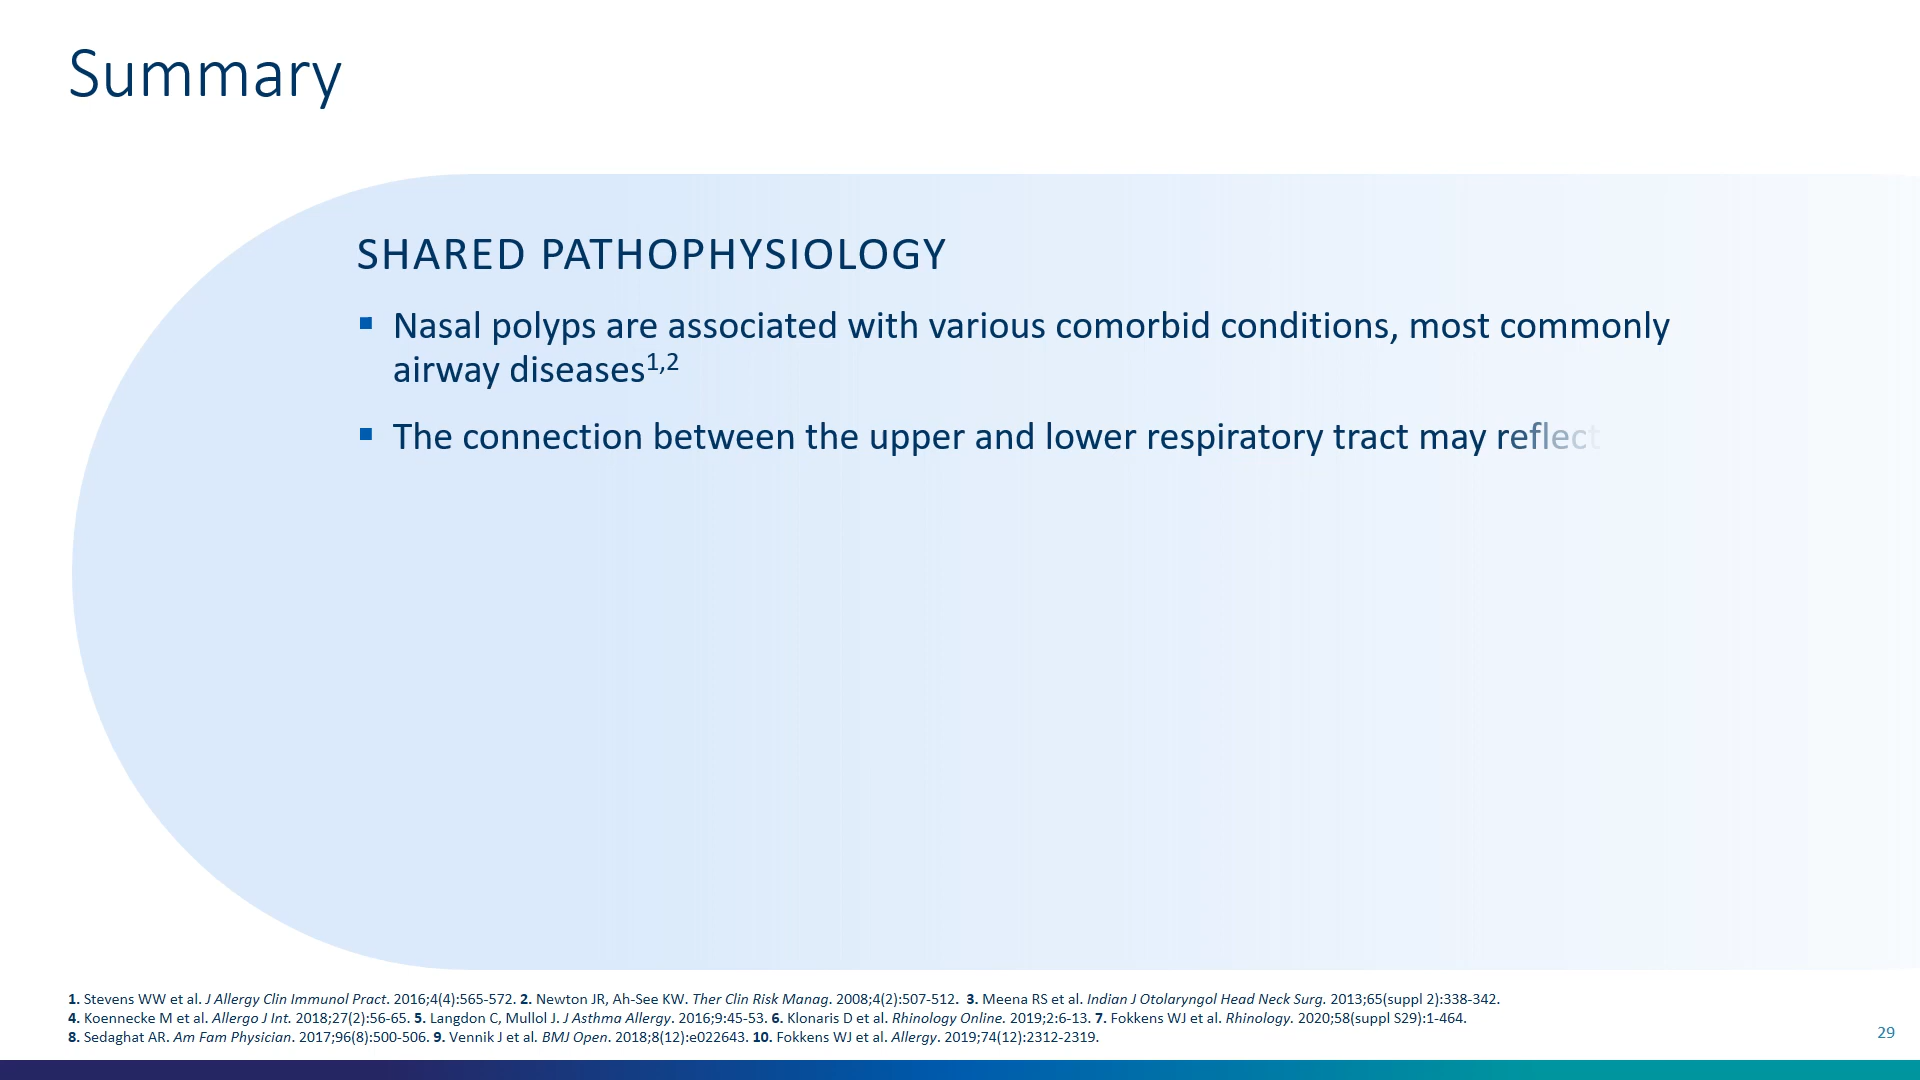 Summary
SHARED PATHOPHYSIOLOGY
▪ Nasal polyps are associated with various comorbid conditions, most commonly
airway diseases1,2
▪ The connection between the upper and lower respiratory tract may reflect
1. Stevens WW et al. J Allergy Clin Immunol Pract. 2016;4(4):565-572. 2. Newton JR, Ah-See KW. Ther Clin Risk Manag. 2008;4(2):507-512. 3. Meena RS et al. Indian J Otolaryngol Head Neck Surg. 2013;65(suppl 2):338-342.
4. Koennecke M et al. Allergo J Int. 2018;27(2):56-65. 5. Langdon C, Mullol J. J Asthma Allergy. 2016;9:45-53. 6. Klonaris D et al. Rhinology Online. 2019;2:6-13. 7. Fokkens WJ et al. Rhinology. 2020;58(suppl S29):1-464.
8. Sedaghat AR. Am Fam Physician. 2017;96(8):500-506. 9. Vennik J et al. BMJ Open. 2018;8(12):e022643. 10. Fokkens WJ et al. Allergy. 2019;74(12):2312-2319.
29